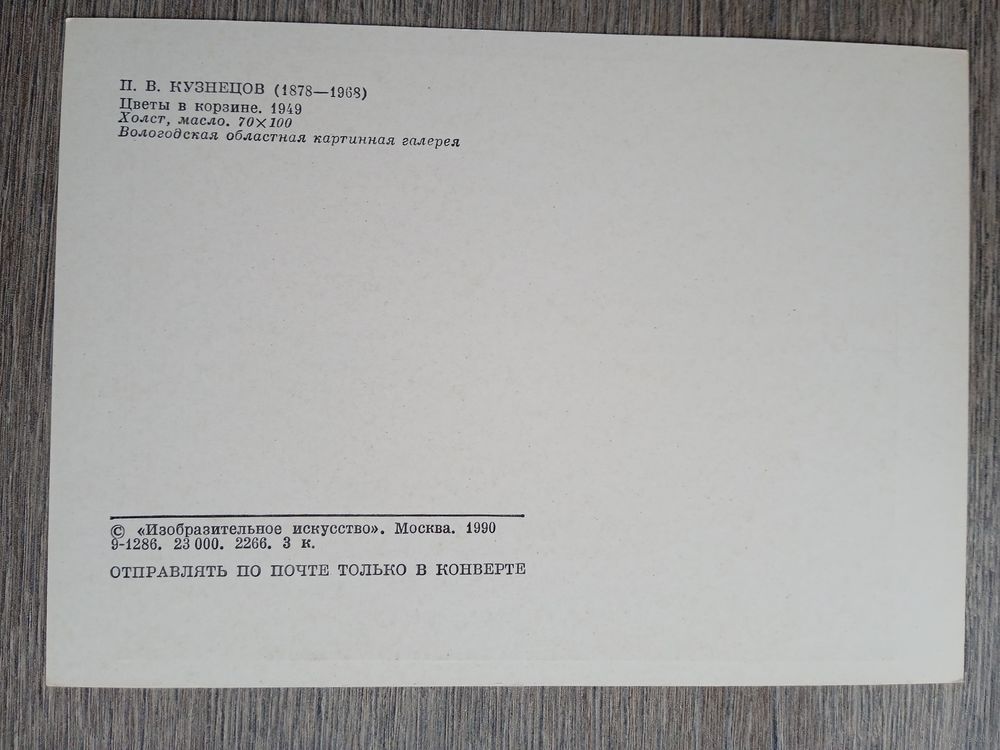 П. В. КУЗНЕЦОВ (1878—1968)
Цветы в корзине. 1949
Холст, масло. 70×100
Вологодская областная картинная галерея
© «Изобразительное искусство». Москва. 1990
9-1286. 23 000. 2266. 3 к.
ОТПРАВЛЯТЬ ПО ПОЧТЕ ТОЛЬКО В КОНВЕРТЕ